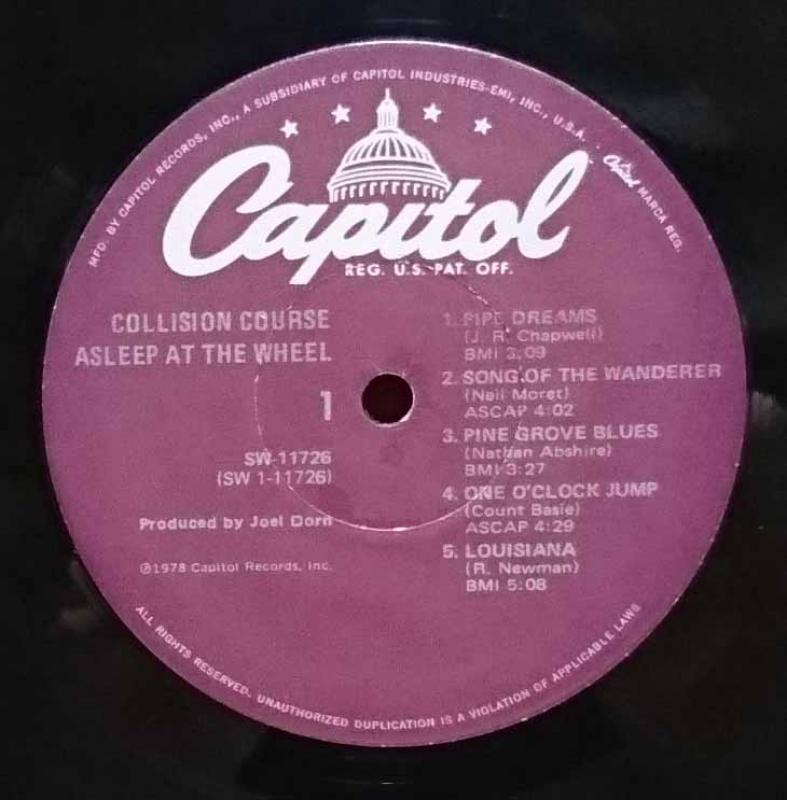 MFD. BY CAPITOL RECORDS, INC., A SUBSIDIARY OF CAPITOL INDUSTRIES-EMI, INC., U.S.A.
Capitol MARCA REG.
Capitol
REG. U.S. PAT. OFF.
COLLISION COURSE
ASLEEP AT THE WHEEL
1
SW-11726
(SW 1-11726)
Produced by Joel Dorn
℗1978 Capitol Records, Inc.
1. PIPE DREAMS
(J. R. Chapwell)
BMI 3:09
2. SONG OF THE WANDERER
(Neil Moret)
ASCAP 4:02
3. PINE GROVE BLUES
(Nathan Abshire)
BMI 3:27
4. ONE O'CLOCK JUMP
(Count Basie)
ASCAP 4:29
5. LOUISIANA
(R. Newman)
BMI 5:08
ALL RIGHTS RESERVED. UNAUTHORIZED DUPLICATION IS A VIOLATION OF APPLICABLE LAWS